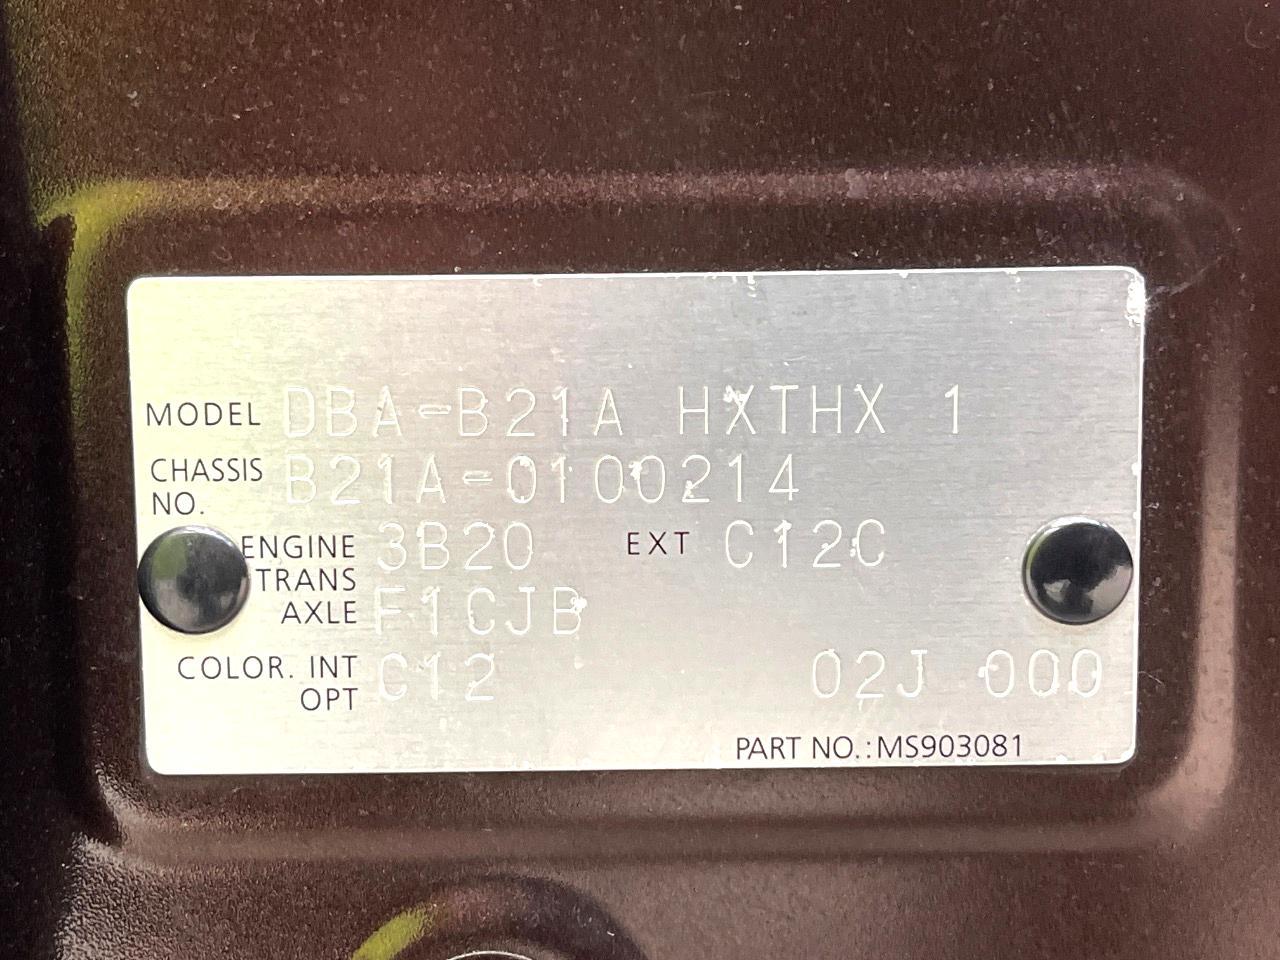 MODEL DBA-B21A HXTHX 1
CHASSIS NO. B21A-0100214
ENGINE 3B20 EXT C12C
TRANS AXLE F1CJB
COLOR. INT OPT C12 02J 000
PART NO.: MS903081